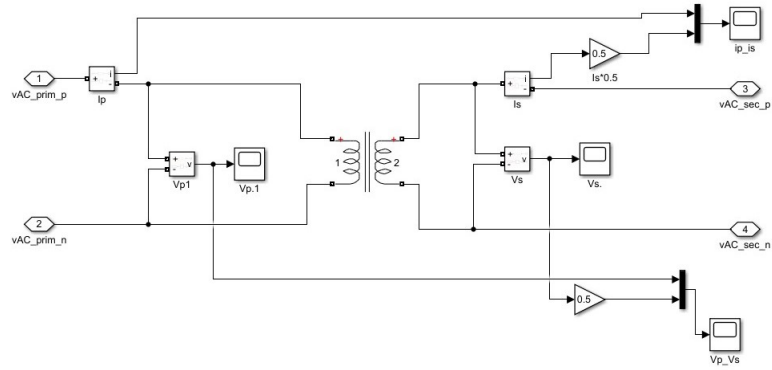 i
+
-
Ip
1
vAC_prim_p
0.5
Is*0.5
ip_is
i
+
-
Is
3
vAC_sec_p
+
-
v
Vp1
Vp.1
+
1
2
+
+
-
v
Vs
Vs.
2
vAC_prim_n
4
vAC_sec_n
0.5
Vp_Vs